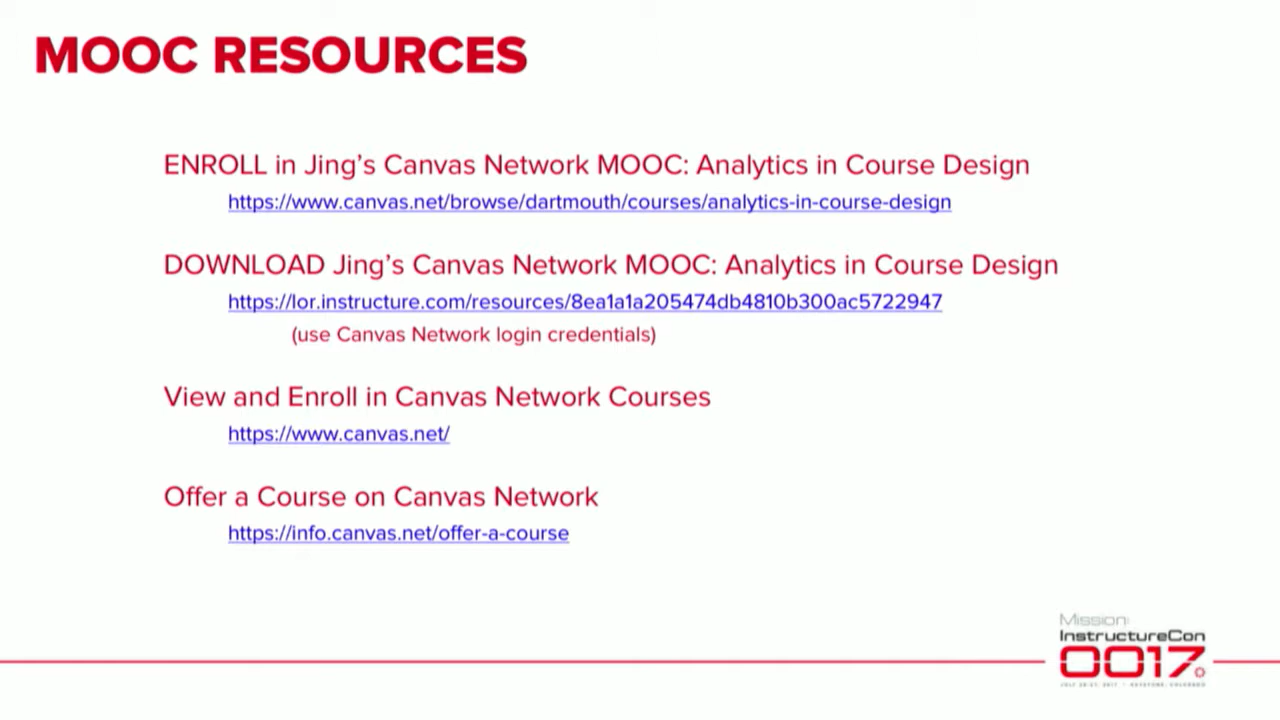 MOOC RESOURCES
ENROLL in Jing’s Canvas Network MOOC: Analytics in Course Design
https://www.canvas.net/browse/dartmouth/courses/analytics-in-course-design
DOWNLOAD Jing’s Canvas Network MOOC: Analytics in Course Design
https://lor.instructure.com/resources/8ea1a1a205474db4810b300ac5722947
(use Canvas Network login credentials)
View and Enroll in Canvas Network Courses
https://www.canvas.net/
Offer a Course on Canvas Network
https://info.canvas.net/offer-a-course
Mission:
InstructureCon
0017
2017 • KEYSTONE, COLORADO